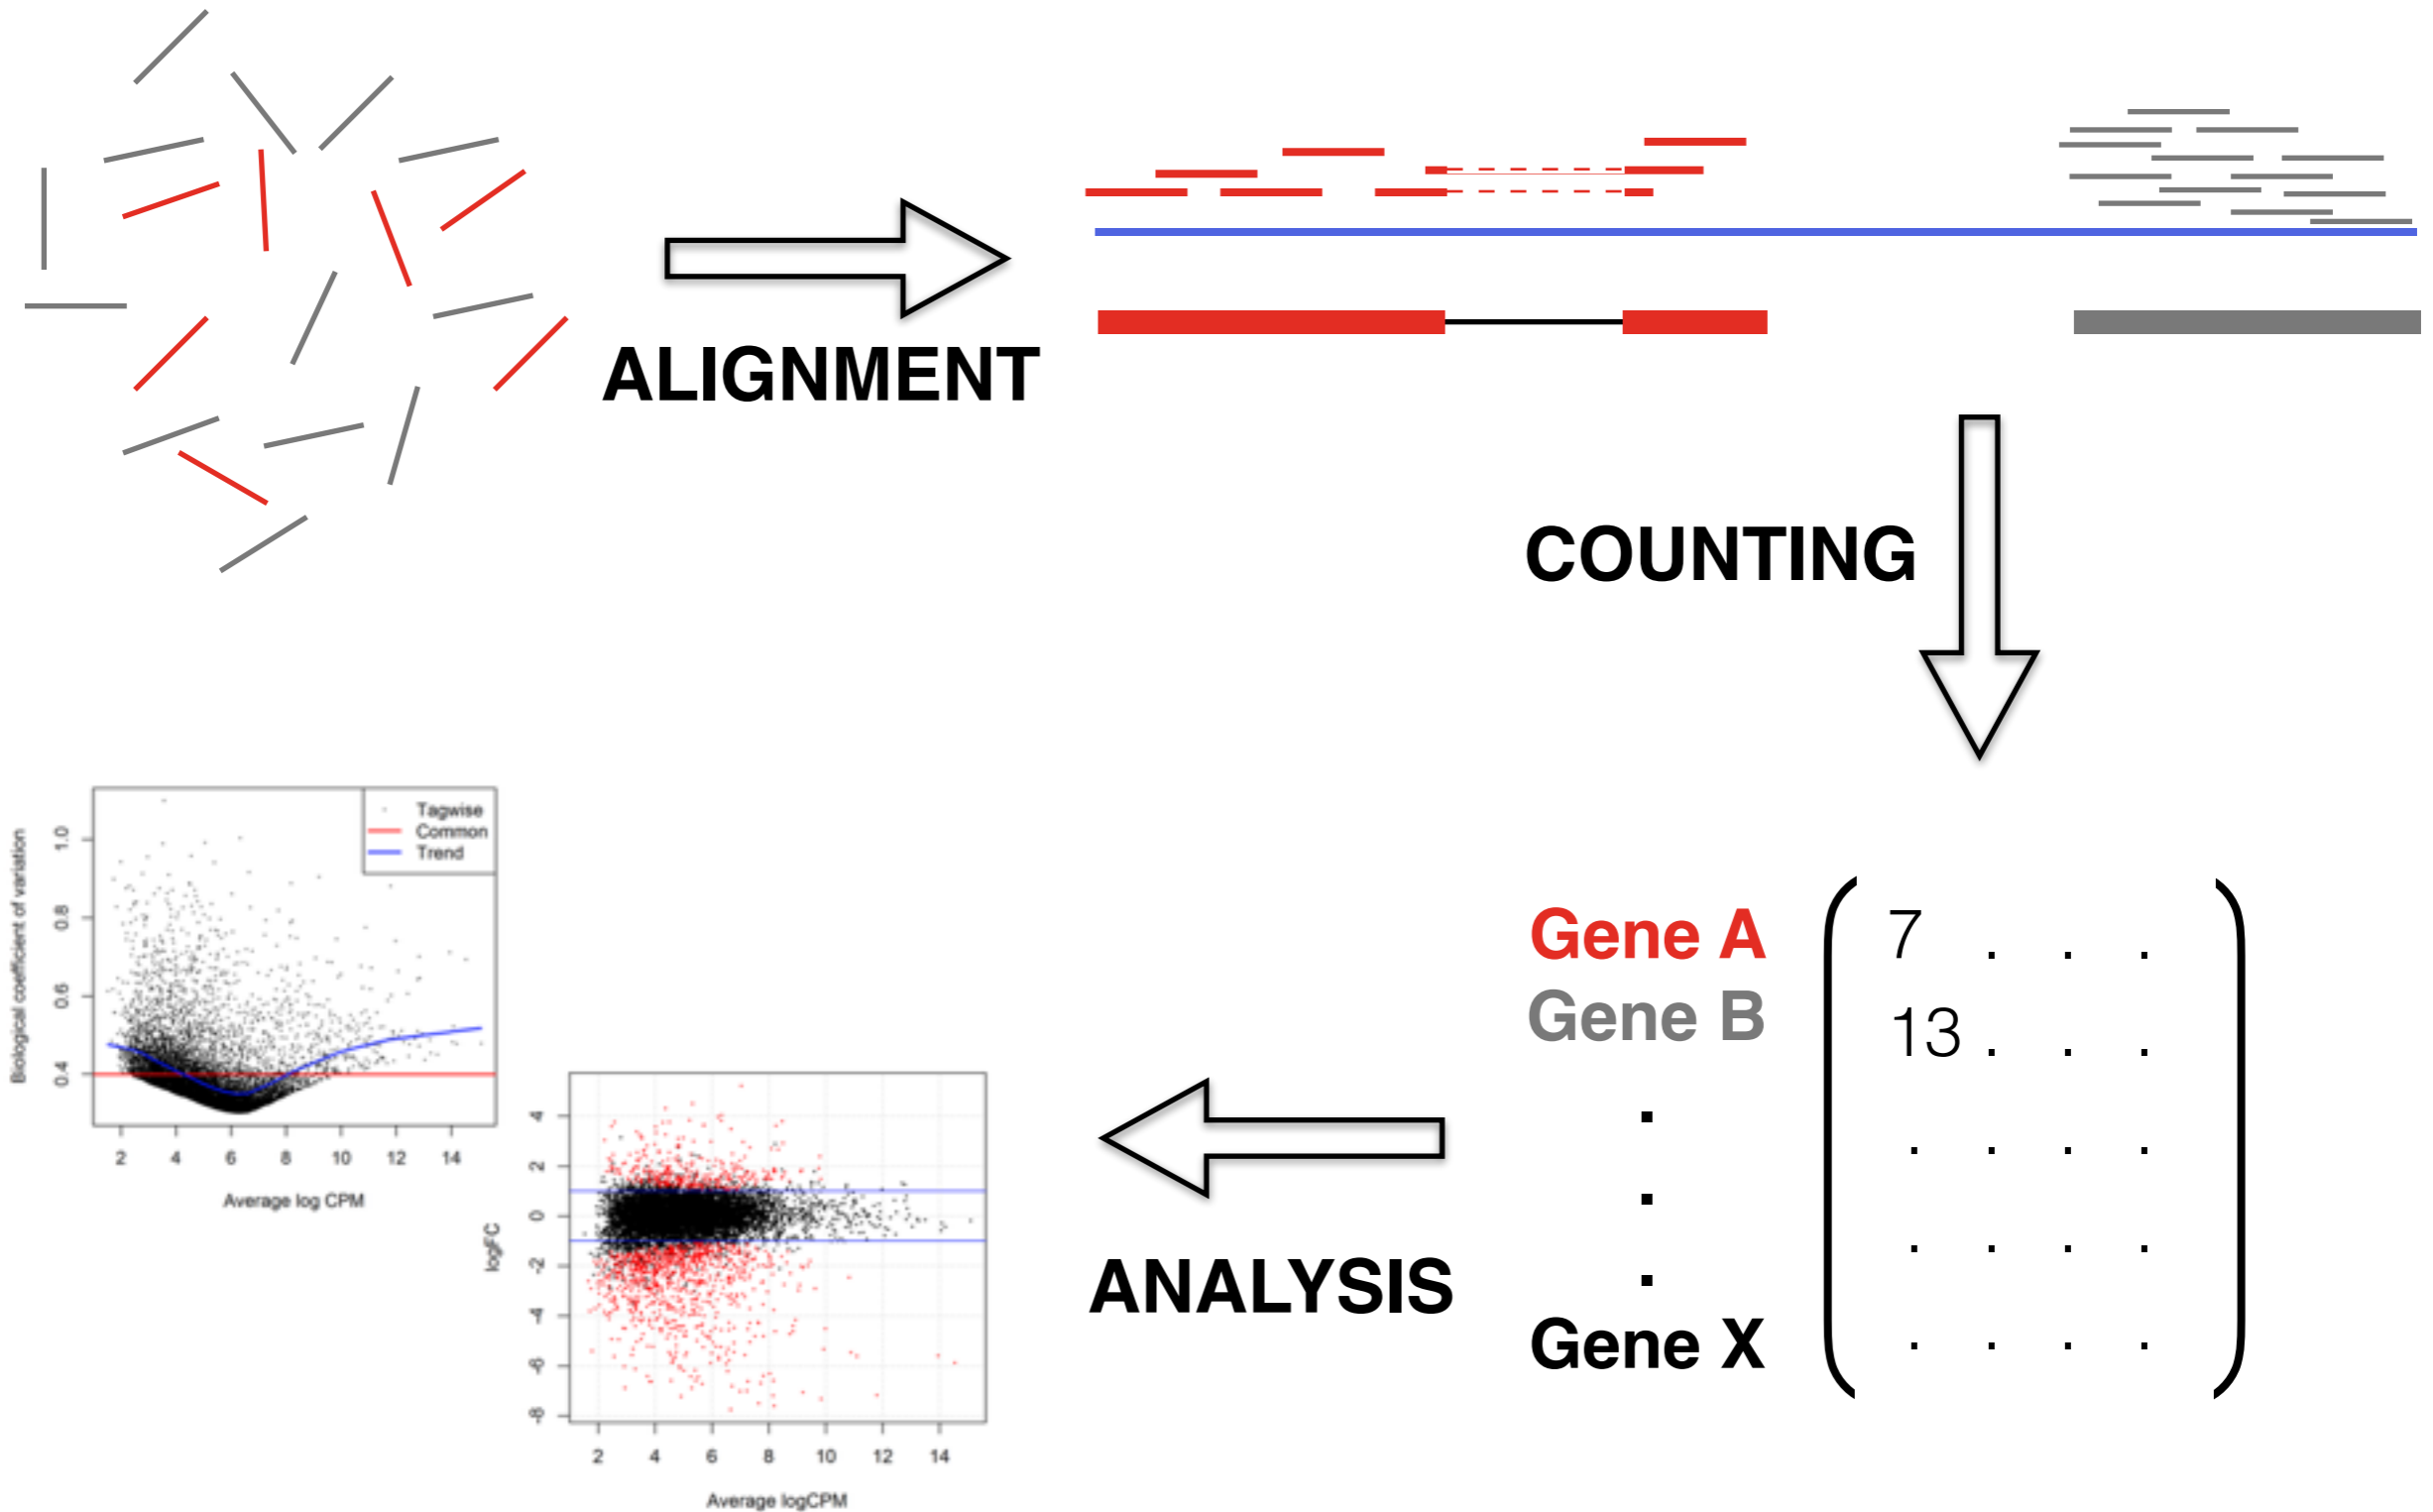 ALIGNMENT
COUNTING
Gene A
7 . . .
Gene B
13 . . .
.
. . . .
.
. . . .
.
Gene X
. . . .
ANALYSIS
Tagwise
Common
Trend
Biological coefficient of variation
1.0
0.8
0.6
0.4
2 4 6 8 10 12 14
Average log CPM
logFC
4
2
0
-2
-4
-6
-8
2 4 6 8 10 12 14
Average logCPM